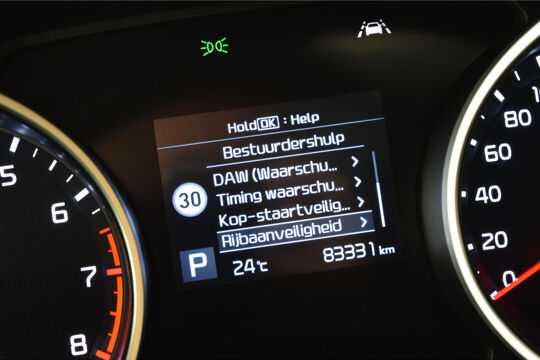 Hold OK : Help
Bestuurdershulp
DAW (Waarschu...
Timing waarschu...
Kop-staartveilig...
Rijbaanveiligheid
30
P
24°c
83331 km
5
6
7
8
100
80
60
40
20
0